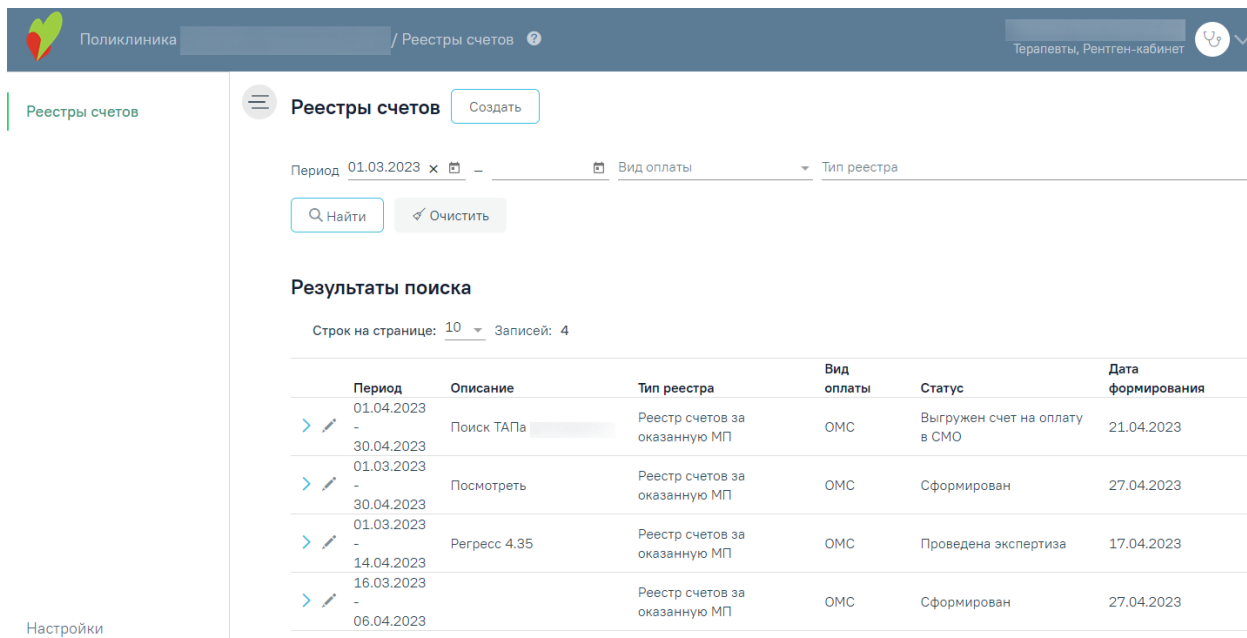 Поликлиника / Реестры счетов ?
Терапевты, Рентген-кабинет
Реестры счетов
Реестры счетов Создать
Период 01.03.2023 × – Вид оплаты Тип реестра
Найти Очистить
Результаты поиска
Строк на странице: 10 Записей: 4
Вид Дата
Период Описание Тип реестра оплаты Статус формирования
01.04.2023
-
30.04.2023
Поиск ТАПа
Реестр счетов за
оказанную МП
ОМС
Выгружен счет на оплату
в СМО
21.04.2023
01.03.2023
-
30.04.2023
Посмотреть
Реестр счетов за
оказанную МП
ОМС
Сформирован
27.04.2023
01.03.2023
-
14.04.2023
Регресс 4.35
Реестр счетов за
оказанную МП
ОМС
Проведена экспертиза
17.04.2023
16.03.2023
-
06.04.2023
Реестр счетов за
оказанную МП
ОМС
Сформирован
27.04.2023
Настройки